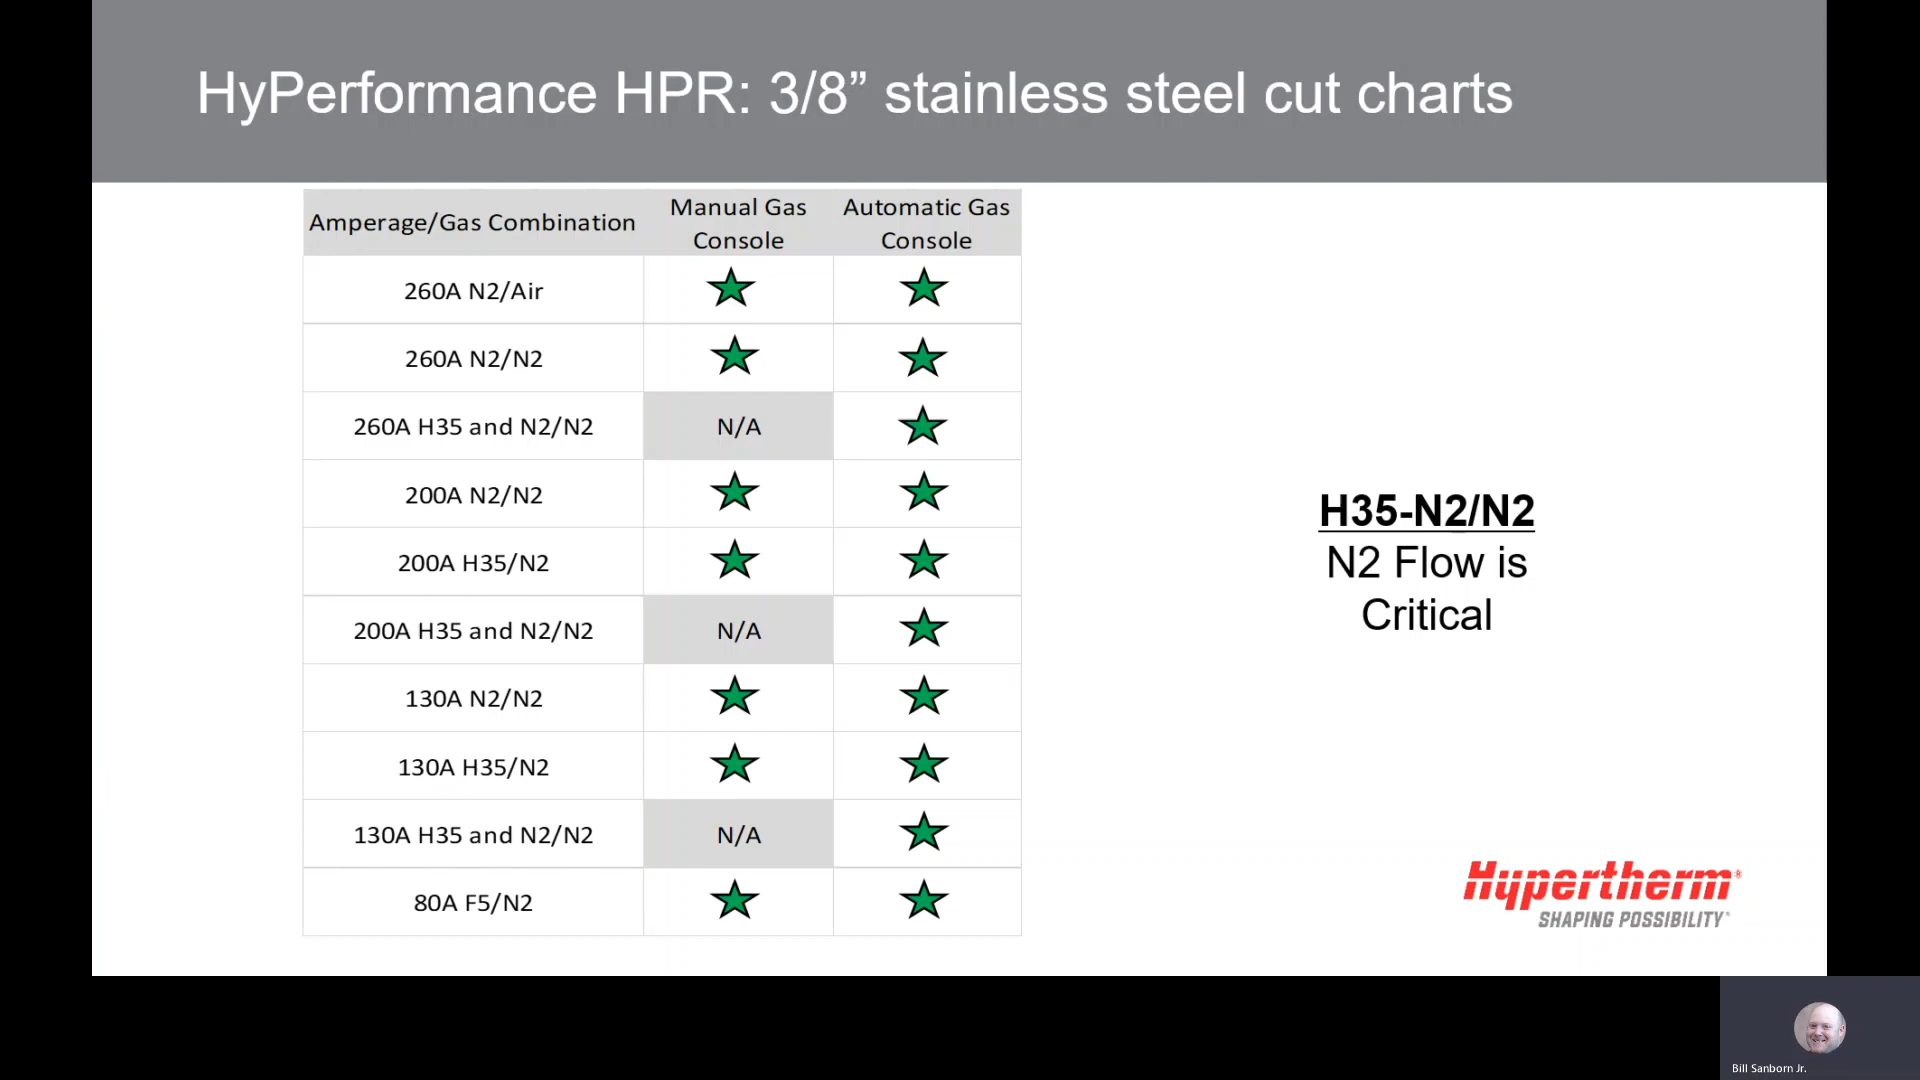 HyPerformance HPR: 3/8” stainless steel cut charts
Amperage/Gas Combination
Manual Gas
Console
Automatic Gas
Console
260A N2/Air
260A N2/N2
260A H35 and N2/N2
N/A
200A N2/N2
200A H35/N2
200A H35 and N2/N2
N/A
130A N2/N2
130A H35/N2
130A H35 and N2/N2
N/A
80A F5/N2
H35-N2/N2
N2 Flow is
Critical
Hypertherm®
SHAPING POSSIBILITY®
Bill Sanborn Jr.